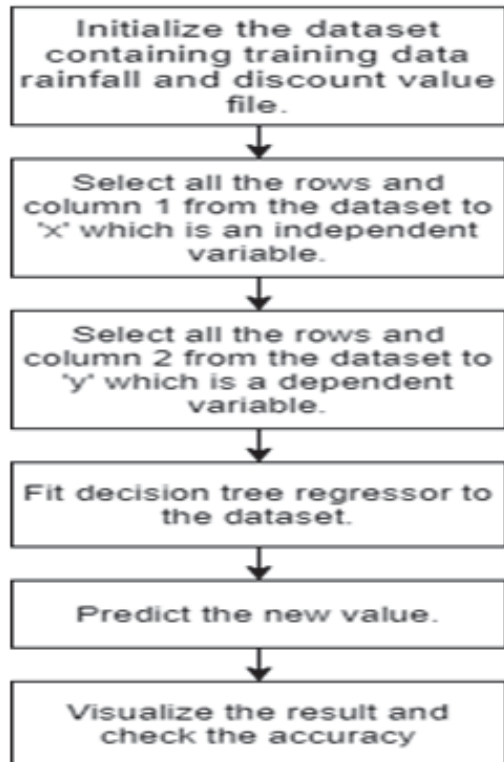 Initialize the dataset
containing training data
rainfall and discount value
file.
Select all the rows and
column 1 from the dataset to
'x' which is an independent
variable.
Select all the rows and
column 2 from the dataset to
'y' which is a dependent
variable.
Fit decision tree regressor to
the dataset.
Predict the new value.
Visualize the result and
check the accuracy